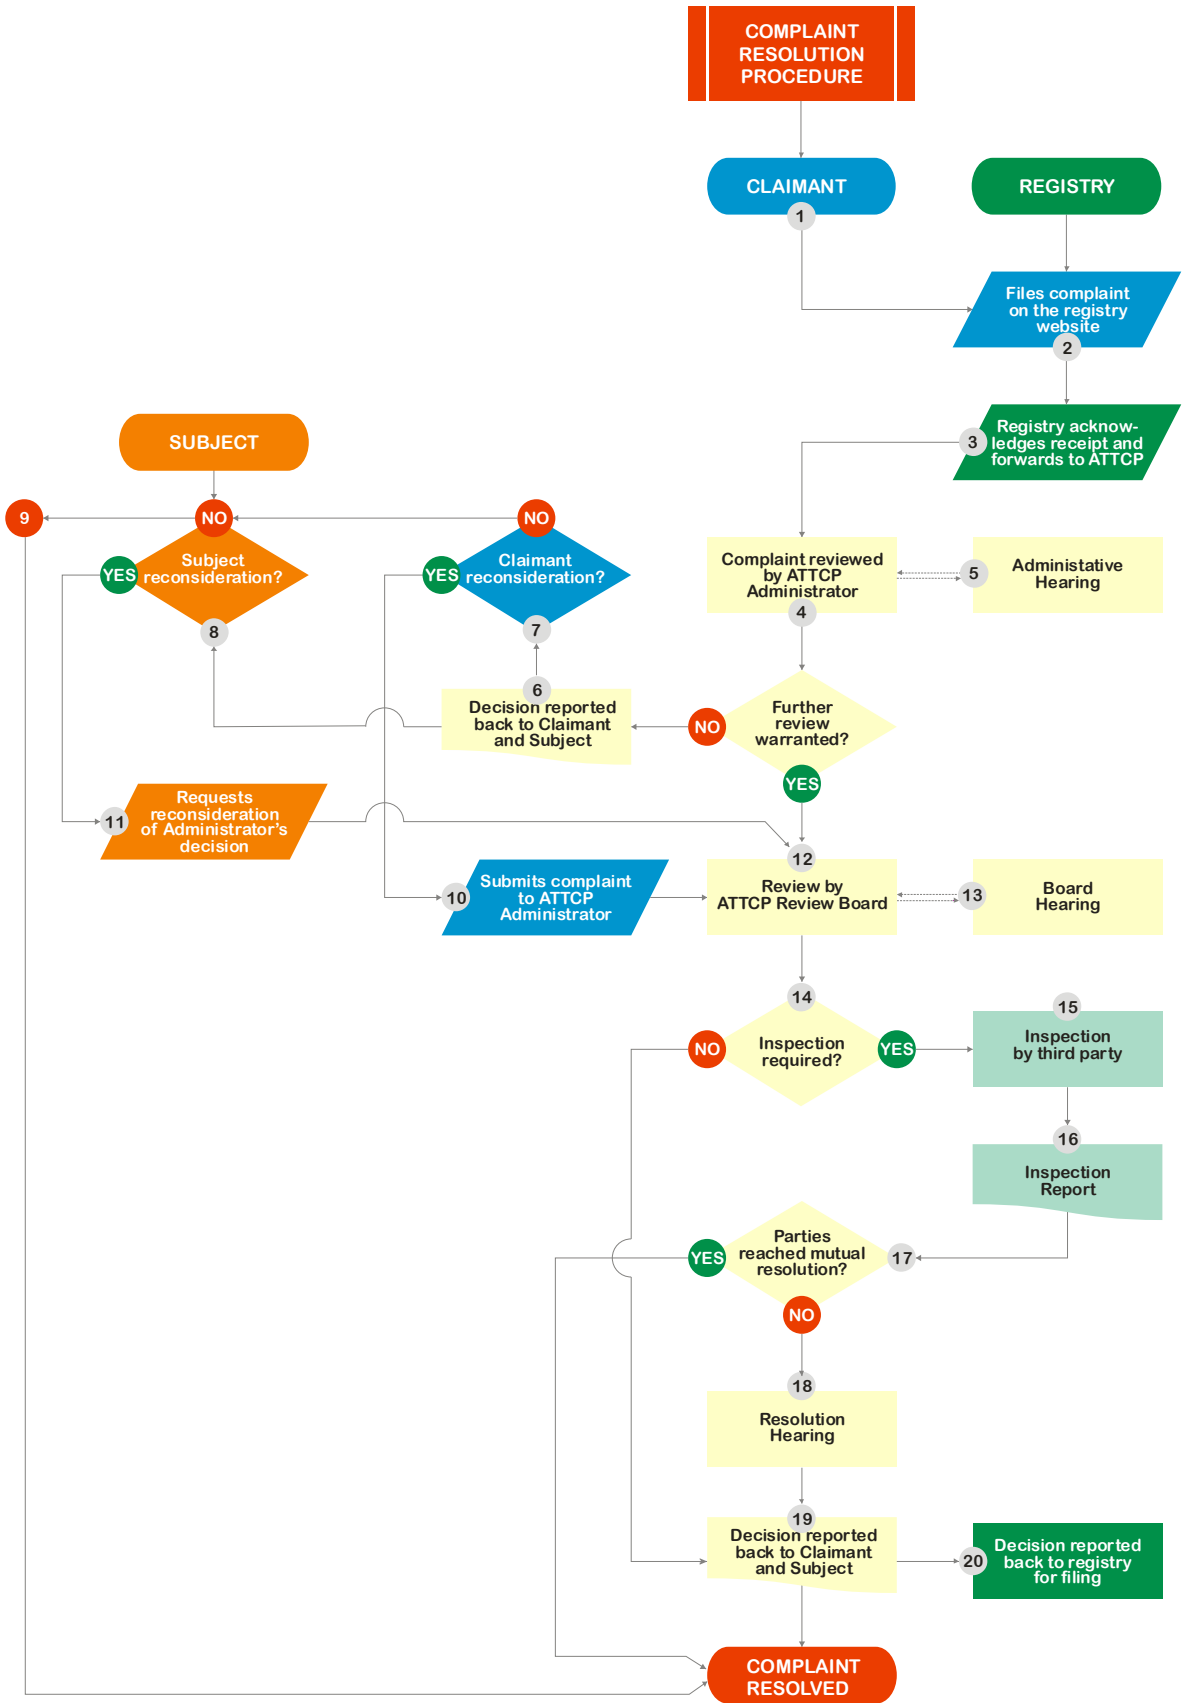 COMPLAINT
RESOLUTION
PROCEDURE
CLAIMANT
REGISTRY
1
Files complaint
on the registry
website
2
SUBJECT
Registry acknow-
ledges receipt and
forwards to ATTCP
3
9
NO
NO
Subject
reconsideration?
YES
8
Claimant
reconsideration?
YES
7
Complaint reviewed
by ATTCP
Administrator
4
5
Administative
Hearing
6
Decision reported
back to Claimant
and Subject
NO
Further
review
warranted?
YES
11
Requests
reconsideration
of Administrator's
decision
12
10
Submits complaint
to ATTCP
Administrator
Review by
ATTCP Review Board
13
Board
Hearing
14
NO
Inspection
required?
YES
15
Inspection
by third party
16
Inspection
Report
YES
Parties
reached mutual
resolution?
17
NO
18
Resolution
Hearing
19
Decision reported
back to Claimant
and Subject
20
Decision reported
back to registry
for filing
COMPLAINT
RESOLVED